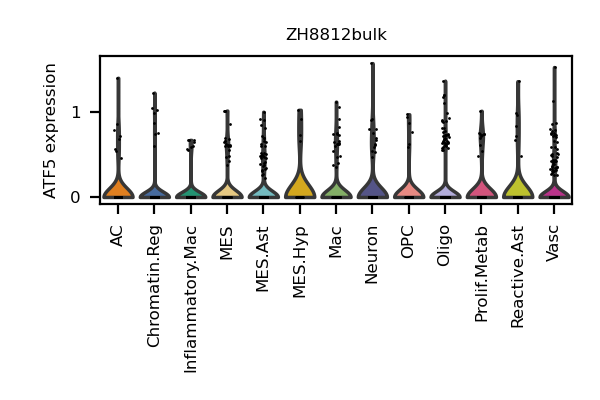 ZH8812bulk
ATF5 expression
1
0
AC
Chromatin.Reg
Inflammatory.Mac
MES
MES.Ast
MES.Hyp
Mac
Neuron
OPC
Oligo
Prolif.Metab
Reactive.Ast
Vasc